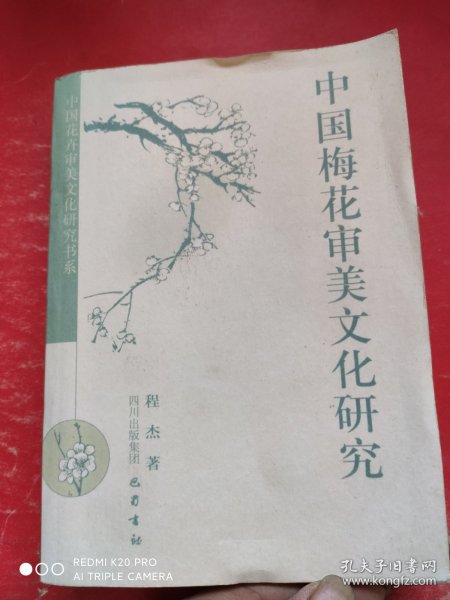 中国梅花审美文化研究
中国花卉审美文化研究书系
程杰 著
四川出版集团
巴蜀书社
REDMI K20 PRO
AI TRIPLE CAMERA
孔夫子旧书网
www.kongfz.com